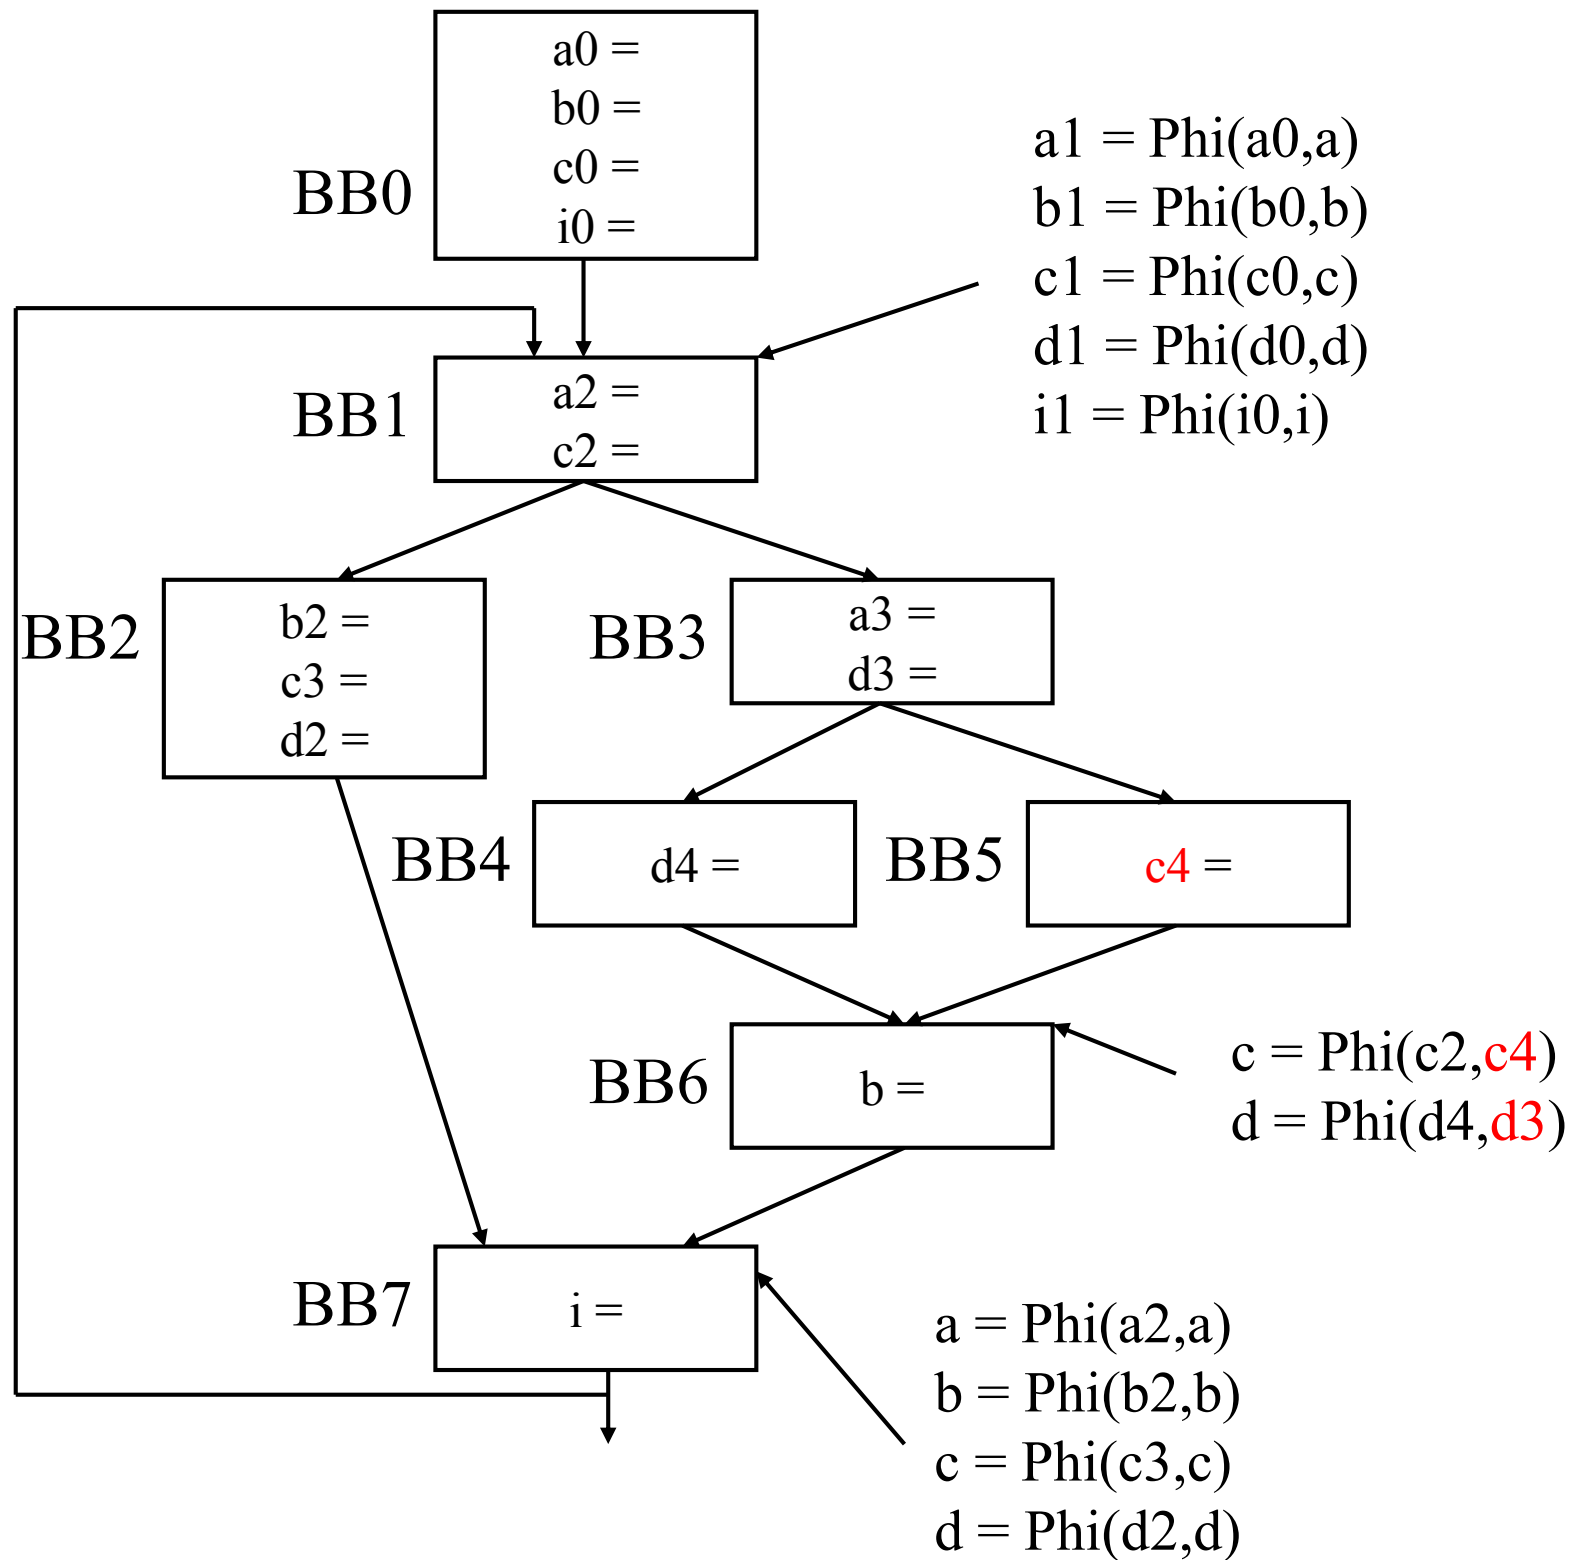 a0 =
b0 =
c0 =
i0 =
BB0
a1 = Phi(a0,a)
b1 = Phi(b0,b)
c1 = Phi(c0,c)
d1 = Phi(d0,d)
i1 = Phi(i0,i)
BB1
a2 =
c2 =
BB2
b2 =
c3 =
d2 =
BB3
a3 =
d3 =
BB4
d4 =
BB5
c4 =
BB6
b =
c = Phi(c2,c4)
d = Phi(d4,d3)
BB7
i =
a = Phi(a2,a)
b = Phi(b2,b)
c = Phi(c3,c)
d = Phi(d2,d)